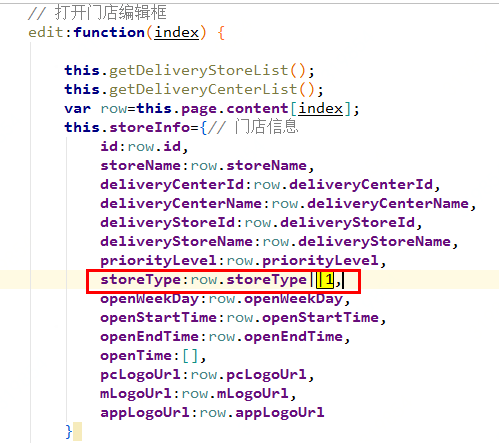 // 打开门店编辑框
edit:function(index) {
this.getDeliveryStoreList();
this.getDeliveryCenterList();
var row=this.page.content[index];
this.storeInfo={// 门店信息
id:row.id,
storeName:row.storeName,
deliveryCenterId:row.deliveryCenterId,
deliveryCenterName:row.deliveryCenterName,
deliveryStoreId:row.deliveryStoreId,
deliveryStoreName:row.deliveryStoreName,
priorityLevel:row.priorityLevel,
storeType:row.storeType||1,
openWeekDay:row.openWeekDay,
openStartTime:row.openStartTime,
openEndTime:row.openEndTime,
openTime:[],
pcLogoUrl:row.pcLogoUrl,
mLogoUrl:row.mLogoUrl,
appLogoUrl:row.appLogoUrl
}